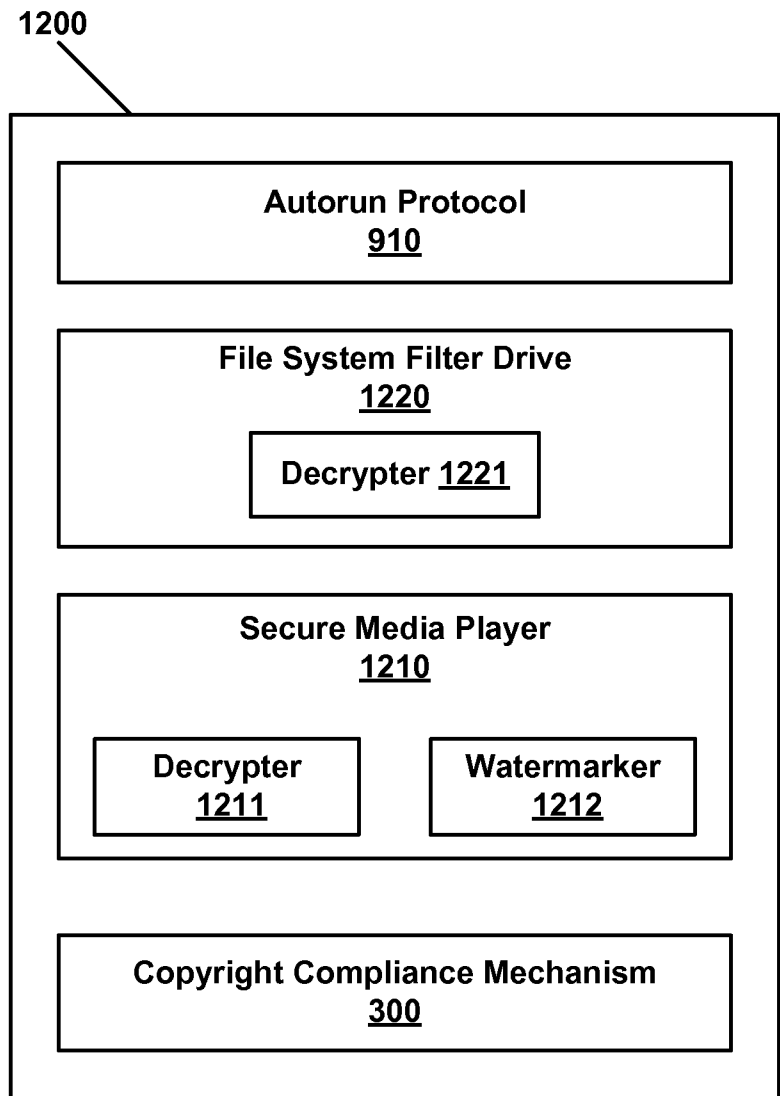 1200
Autorun Protocol
910
File System Filter Drive
1220
Decrypter 1221
Secure Media Player
1210
Decrypter
1211
Watermarker
1212
Copyright Compliance Mechanism
300